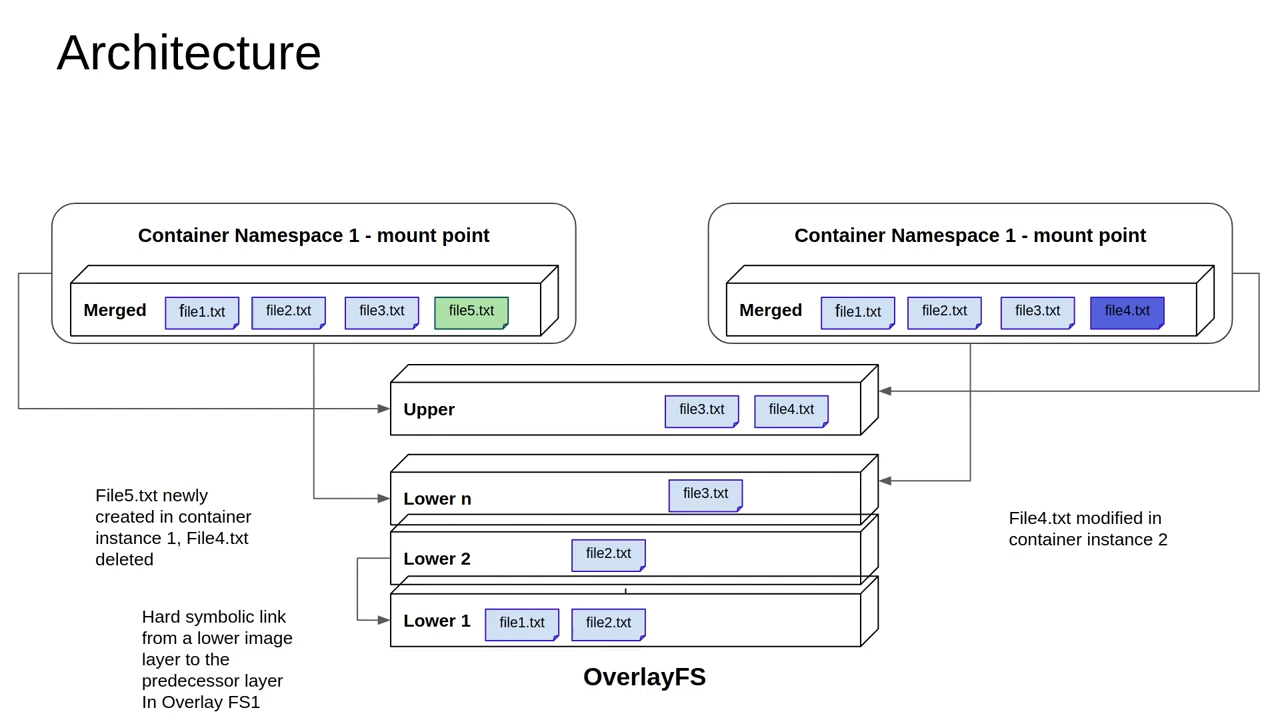 Architecture
Container Namespace 1 - mount point
Merged file1.txt file2.txt file3.txt file5.txt
Container Namespace 1 - mount point
Merged file1.txt file2.txt file3.txt file4.txt
Upper file3.txt file4.txt
Lower n file3.txt
Lower 2 file2.txt
Lower 1 file1.txt file2.txt
OverlayFS
File5.txt newly
created in container
instance 1, File4.txt
deleted
Hard symbolic link
from a lower image
layer to the
predecessor layer
In Overlay FS1
File4.txt modified in
container instance 2